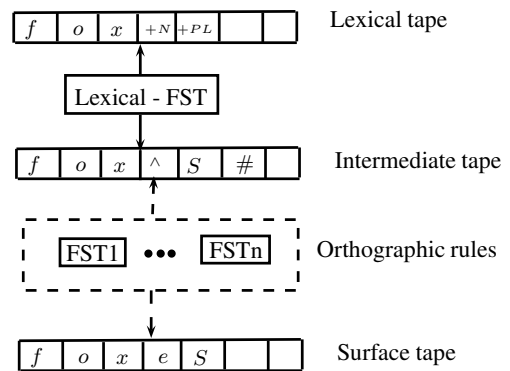 f o x +N +PL Lexical tape
Lexical - FST
f o x ^ S # Intermediate tape
FST1 ••• FSTn Orthographic rules
f o x e S Surface tape